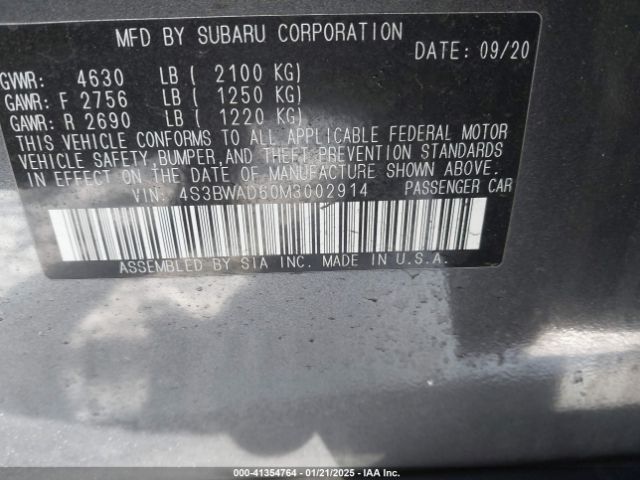 MFD BY SUBARU CORPORATION
DATE: 09/20
GVWR: 4630 LB ( 2100 KG)
GAWR: F 2756 LB ( 1250 KG)
GAWR: R 2690 LB ( 1220 KG)
THIS VEHICLE CONFORMS TO ALL APPLICABLE FEDERAL MOTOR
VEHICLE SAFETY, BUMPER, AND THEFT PREVENTION STANDARDS
IN EFFECT ON THE DATE OF MANUFACTURE SHOWN ABOVE.
VIN: 4S3BWAD60M3002914 PASSENGER CAR
ASSEMBLED BY SIA INC. MADE IN U.S.A.
000-41354764 - 01/21/2025 - IAA Inc.